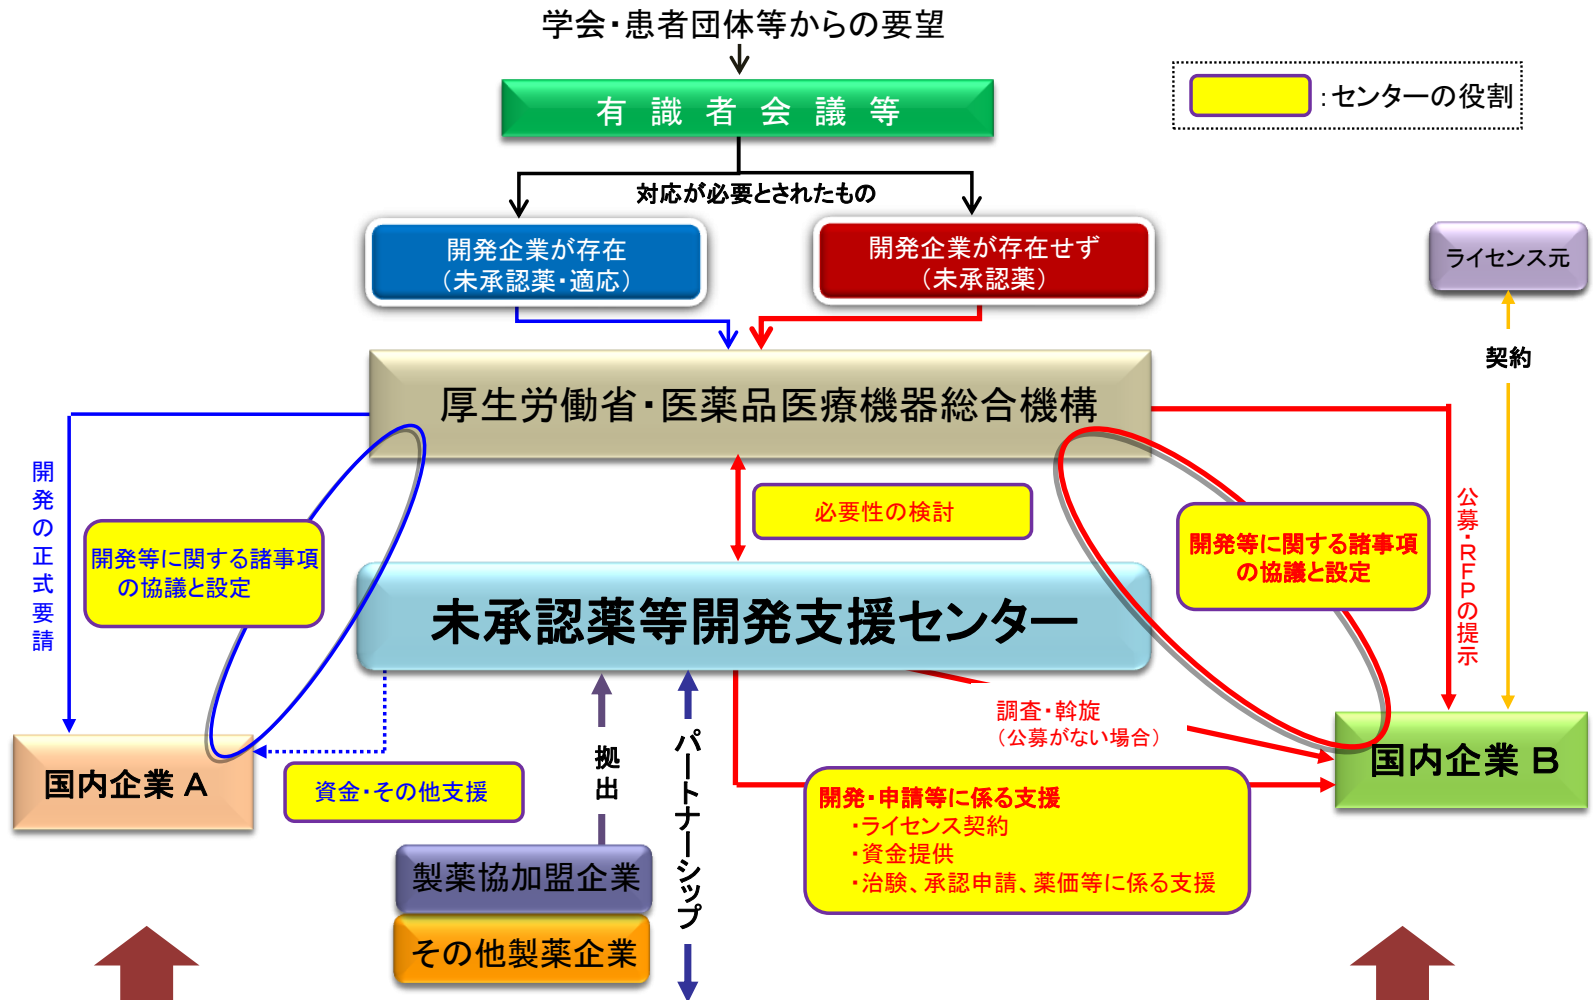 学会・患者団体等からの要望
有識者会議等
：センターの役割
対応が必要とされたもの
開発企業が存在
（未承認薬・適応）
開発企業が存在せず
（未承認薬）
ライセンス元
契約
厚生労働省・医薬品医療機器総合機構
開発の正式要請
必要性の検討
公募・RFPの提示
開発等に関する諸事項
の協議と設定
開発等に関する諸事項
の協議と設定
未承認薬等開発支援センター
調査・斡旋
（公募がない場合）
国内企業 A
資金・その他支援
拠出
パートナーシップ
国内企業 B
開発・申請等に係る支援
・ライセンス契約
・資金提供
・治験、承認申請、薬価等に係る支援
製薬協加盟企業
その他製薬企業